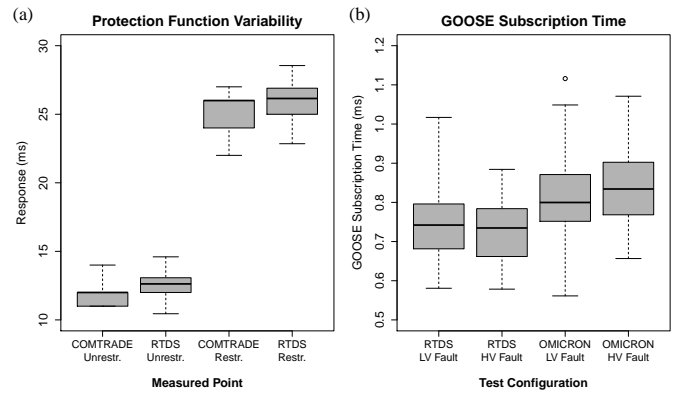 (a)
Protection Function Variability
Response (ms)
30
25
20
15
10
COMTRADE
Unrestr.
RTDS
Unrestr.
COMTRADE
Restr.
RTDS
Restr.
Measured Point
(b)
GOOSE Subscription Time
GOOSE Subscription Time (ms)
1.2
1.1
1.0
0.9
0.8
0.7
0.6
0.5
RTDS
LV Fault
RTDS
HV Fault
OMICRON
LV Fault
OMICRON
HV Fault
Test Configuration